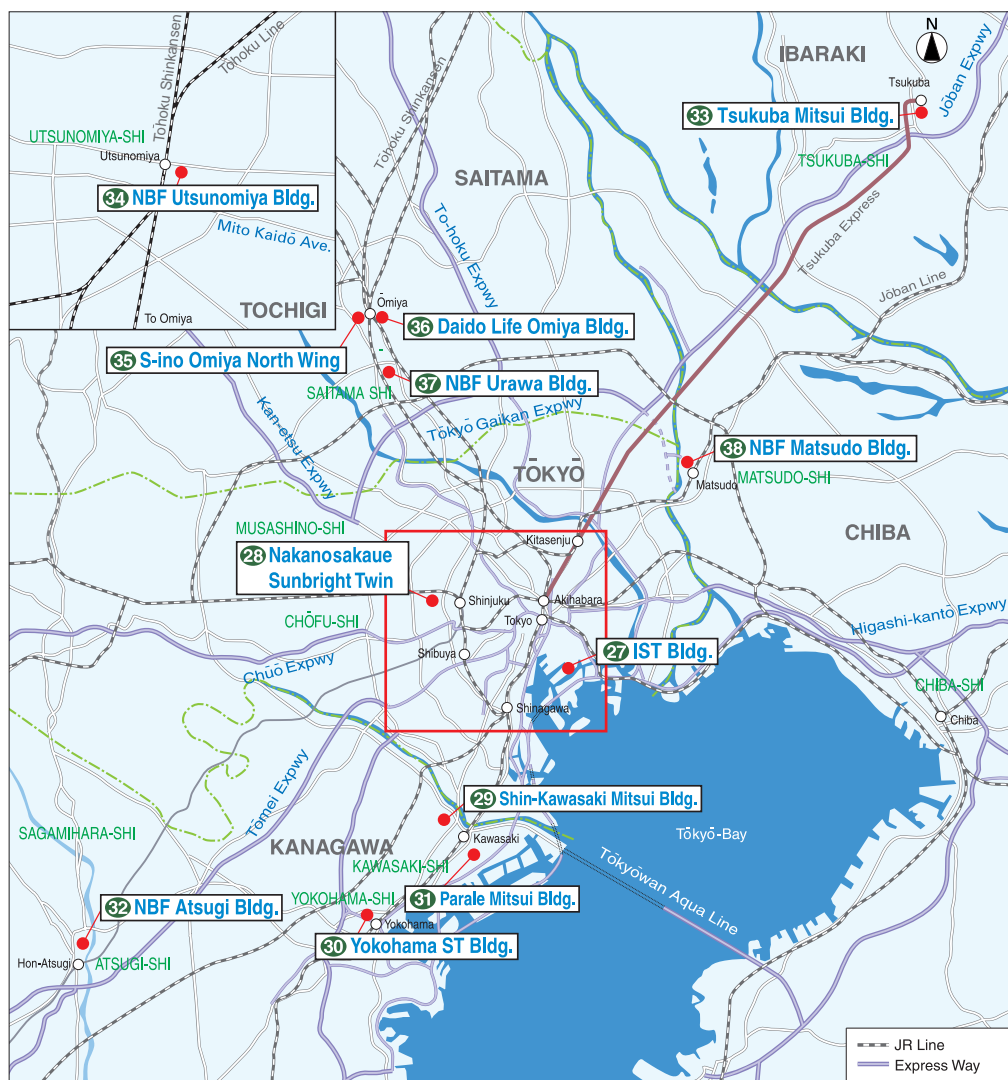 N
IBARAKI
Jōban Expwy
Tsukuba
33 Tsukuba Mitsui Bldg.
TSUKUBA-SHI
Tōhoku Shinkansen
Tōhoku Line
UTSUNOMIYA-SHI
Utsunomiya
34 NBF Utsunomiya Bldg.
Mito Kaidō Ave.
To Omiya
Tōhoku Shinkansen
SAITAMA
To-hoku Expwy
Tsukuba Express
Jōban Line
TOCHIGI
Ōmiya
36 Daido Life Omiya Bldg.
35 S-ino Omiya North Wing
37 NBF Urawa Bldg.
SAITAMA SHI
Kan-etsu Expwy
Tōkyō Gaikan Expwy
38 NBF Matsudo Bldg.
TŌKYŌ
Matsudo
MATSUDO-SHI
MUSASHINO-SHI
Kitasenju
CHIBA
28 Nakanosakaue
Sunbright Twin
Shinjuku
Akihabara
CHŌFU-SHI
Tokyo
Higashi-kantō Expwy
Shibuya
27 IST Bldg.
Chūō Expwy
CHIBA-SHI
Shinagawa
Chiba
Tōmei Expwy
29 Shin-Kawasaki Mitsui Bldg.
SAGAMIHARA-SHI
Kawasaki
Tōkyō-Bay
KANAGAWA
KAWASAKI-SHI
Tōkyōwan Aqua Line
YOKOHAMA-SHI
31 Parale Mitsui Bldg.
32 NBF Atsugi Bldg.
Yokohama
30 Yokohama ST Bldg.
Hon-Atsugi
ATSUGI-SHI
JR Line
Express Way